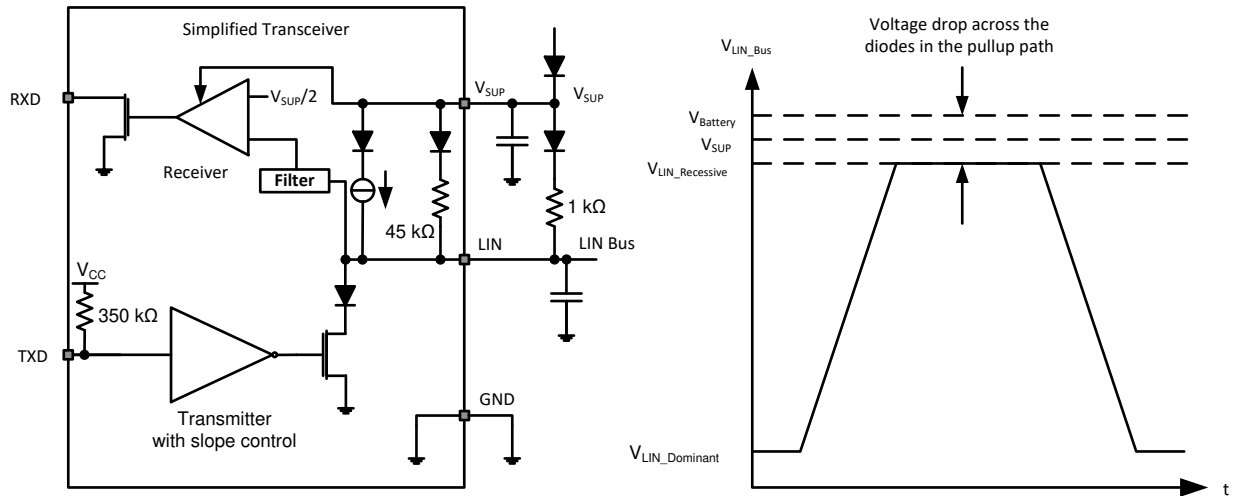 Simplified Transceiver
RXD
VSUP/2
VSUP
VSUP
Receiver
Filter
45 kΩ
1 kΩ
LIN
LIN Bus
VCC
350 kΩ
TXD
Transmitter
with slope control
GND
Voltage drop across the
diodes in the pullup path
VLIN_Bus
VBattery
VSUP
VLIN_Recessive
VLIN_Dominant
t